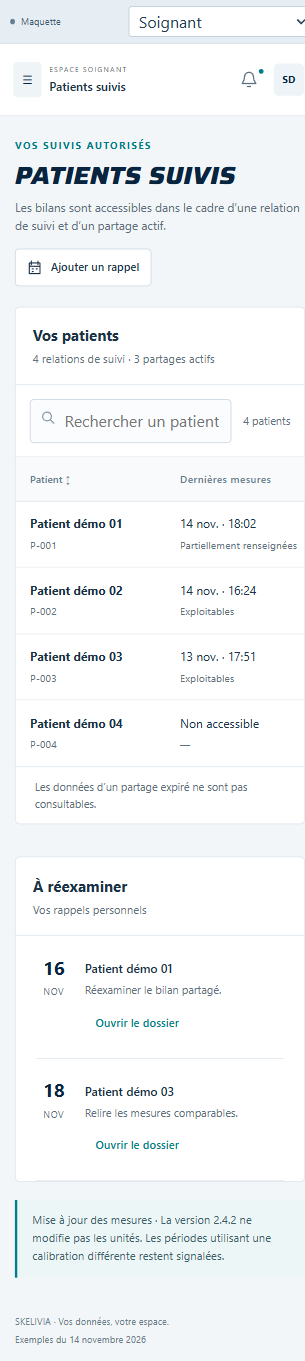 Maquette
Soignant
ESPACE SOIGNANT
Patients suivis
SD
VOS SUIVIS AUTORISÉS
PATIENTS SUIVIS
Les bilans sont accessibles dans le cadre d'une relation
de suivi et d'un partage actif.
Ajouter un rappel
Vos patients
4 relations de suivi · 3 partages actifs
Rechercher un patient
4 patients
Patient ↕ Dernières mesures
Patient démo 01 14 nov. · 18:02
P-001 Partiellement renseignées
Patient démo 02 14 nov. · 16:24
P-002 Exploitables
Patient démo 03 13 nov. · 17:51
P-003 Exploitables
Patient démo 04 Non accessible
P-004 —
Les données d'un partage expiré ne sont pas
consultables.
À réexaminer
Vos rappels personnels
16 Patient démo 01
NOV Réexaminer le bilan partagé.
Ouvrir le dossier
18 Patient démo 03
NOV Relire les mesures comparables.
Ouvrir le dossier
Mise à jour des mesures · La version 2.4.2 ne
modifie pas les unités. Les périodes utilisant une
calibration différente restent signalées.
SKELIVIA · Vos données, votre espace.
Exemples du 14 novembre 2026